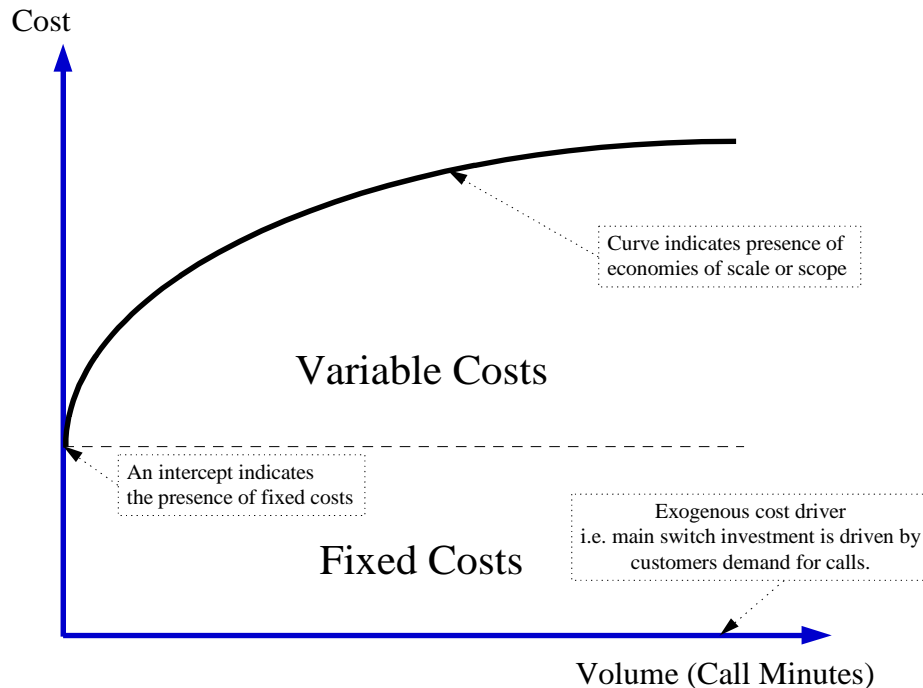 Cost
Curve indicates presence of
economies of scale or scope
Variable Costs
An intercept indicates
the presence of fixed costs
Exogenous cost driver
i.e. main switch investment is driven by
customers demand for calls.
Fixed Costs
Volume (Call Minutes)